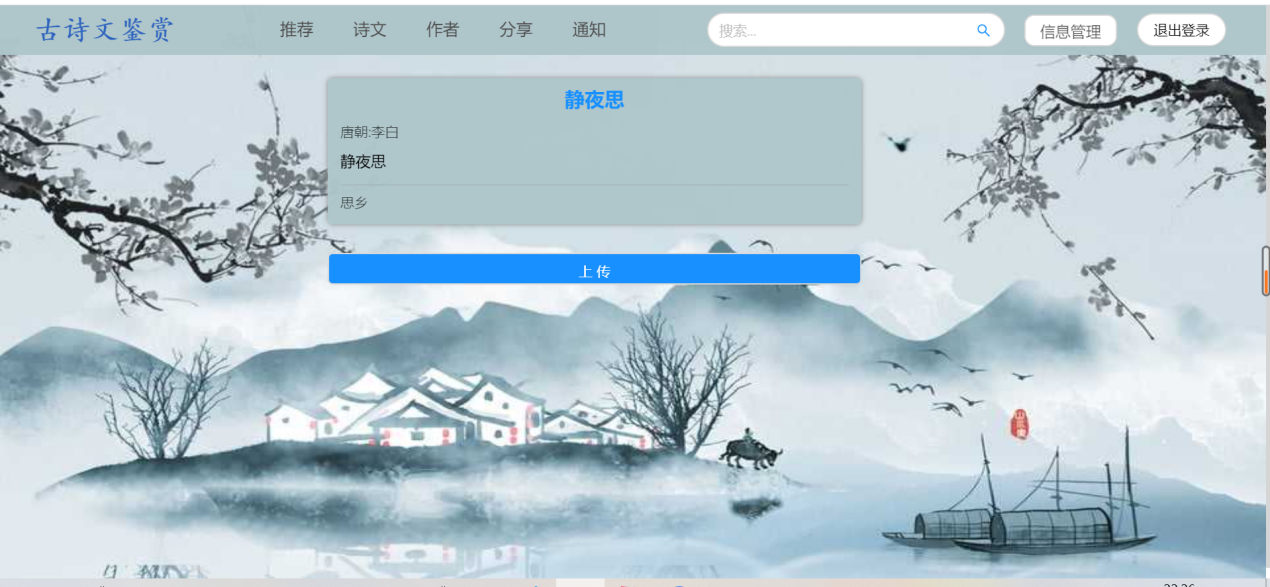 古诗文鉴赏 推荐 诗文 作者 分享 通知 搜索... 信息管理 退出登录
静夜思
唐朝:李白
静夜思
思乡
上传